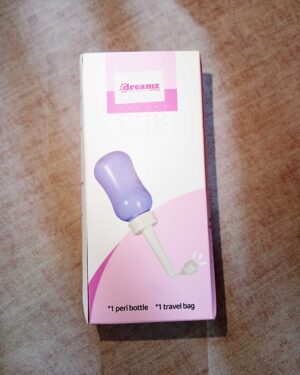 dreamz
*1 peri bottle *1 travel bag